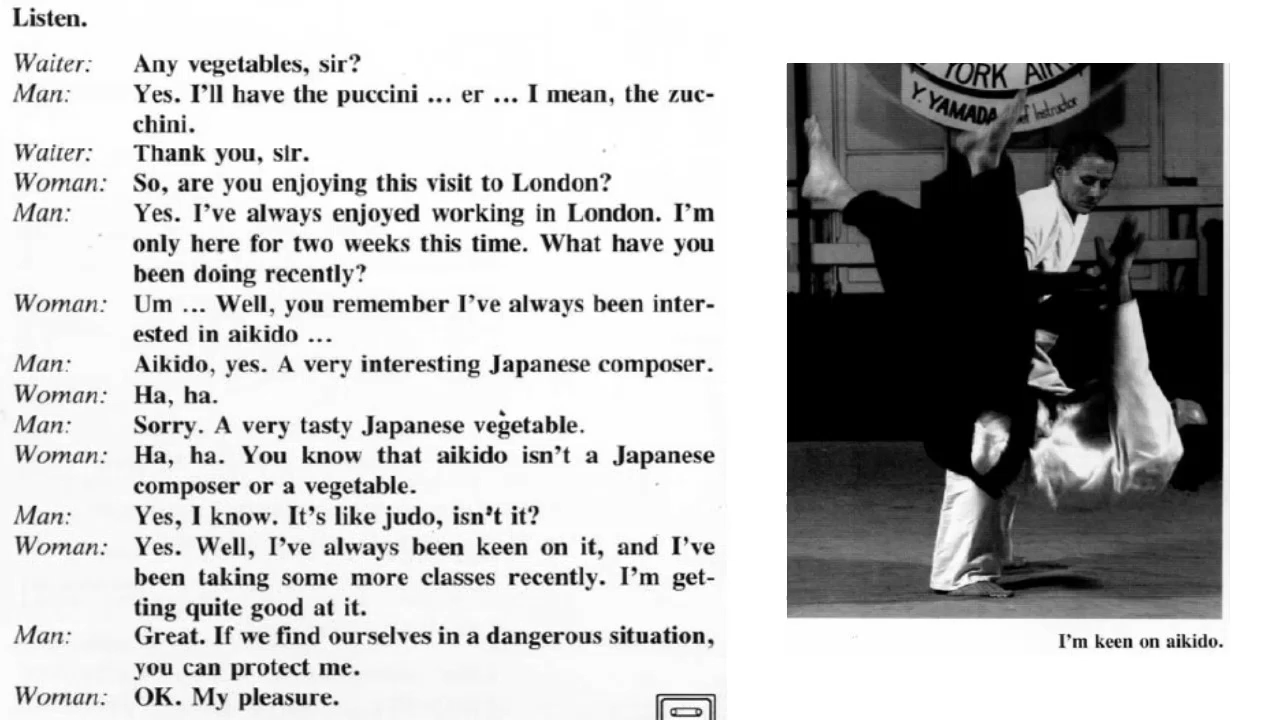 Listen.
Waiter: Any vegetables, sir?
Man: Yes. I'll have the puccini ... er ... I mean, the zuc-
chini.
Waiter: Thank you, sir.
Woman: So, are you enjoying this visit to London?
Man: Yes. I've always enjoyed working in London. I'm
only here for two weeks this time. What have you
been doing recently?
Woman: Um ... Well, you remember I've always been inter-
ested in aikido ...
Man: Aikido, yes. A very interesting Japanese composer.
Woman: Ha, ha.
Man: Sorry. A very tasty Japanese vegetable.
Woman: Ha, ha. You know that aikido isn't a Japanese
composer or a vegetable.
Man: Yes, I know. It's like judo, isn't it?
Woman: Yes. Well, I've always been keen on it, and I've
been taking some more classes recently. I'm get-
ting quite good at it.
Man: Great. If we find ourselves in a dangerous situation,
you can protect me.
Woman: OK. My pleasure.
YORK
Y. YAMADA Instructor
I'm keen on aikido.